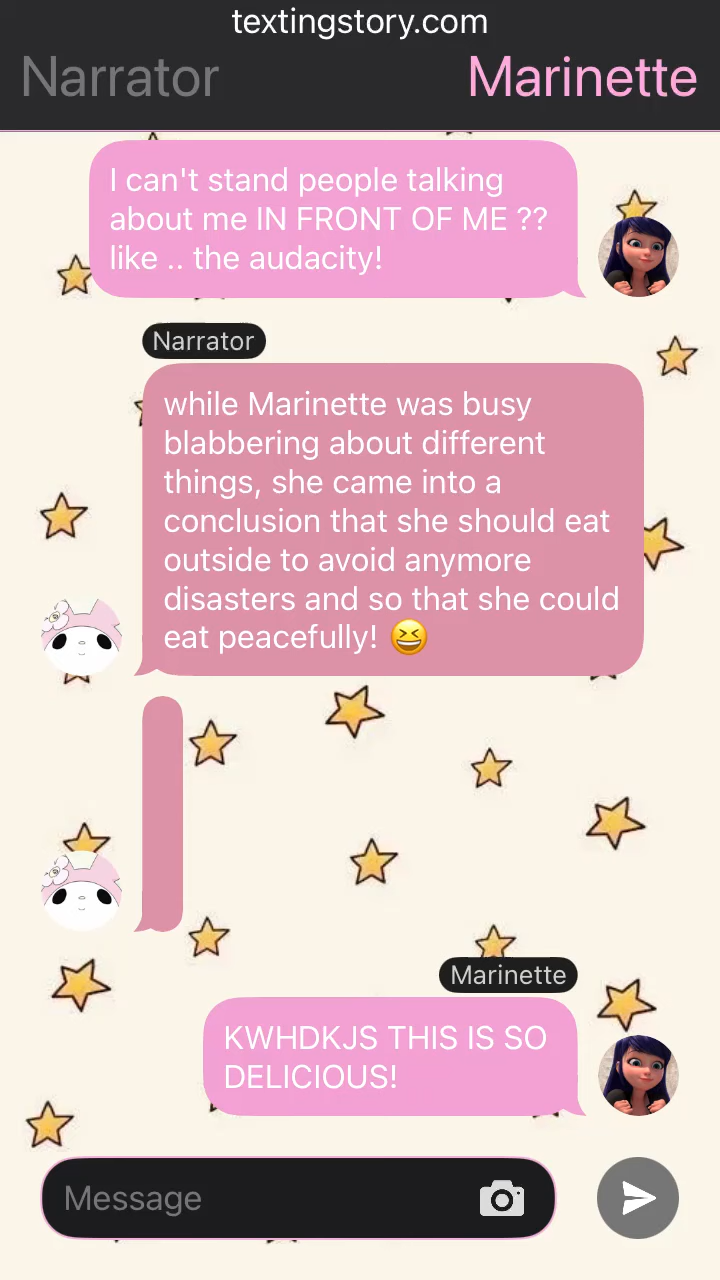 textingstory.com
Narrator Marinette
I can't stand people talking
about me IN FRONT OF ME ??
like .. the audacity!
Narrator
while Marinette was busy
blabbering about different
things, she came into a
conclusion that she should eat
outside to avoid anymore
disasters and so that she could
eat peacefully! 😆
Marinette
KWHDKJS THIS IS SO
DELICIOUS!
Message